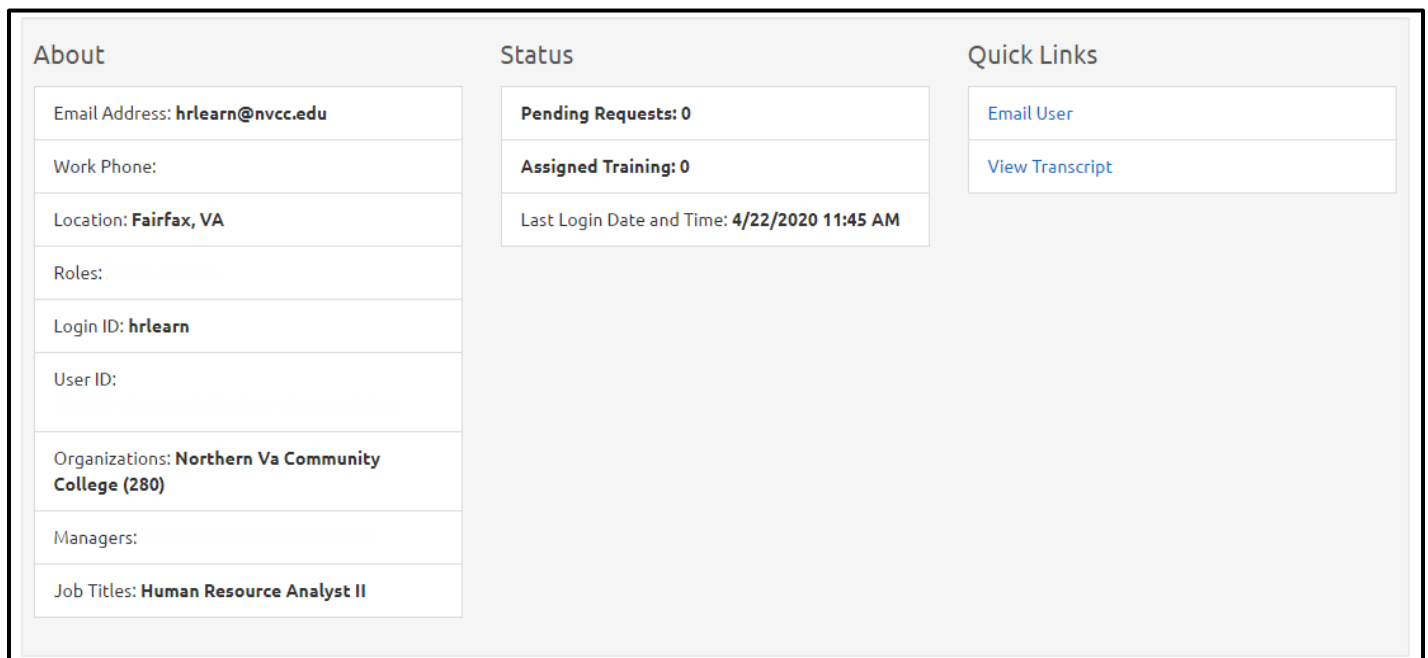 About
Email Address: hrlearn@nvcc.edu
Work Phone:
Location: Fairfax, VA
Roles:
Login ID: hrlearn
User ID:
Organizations: Northern Va Community
College (280)
Managers:
Job Titles: Human Resource Analyst II
Status
Pending Requests: 0
Assigned Training: 0
Last Login Date and Time: 4/22/2020 11:45 AM
Quick Links
Email User
View Transcript